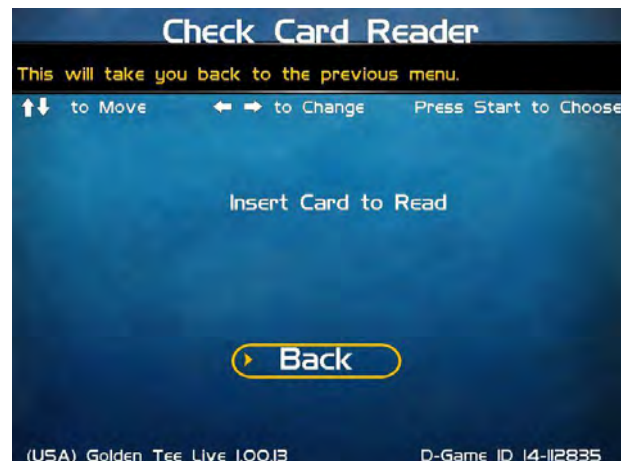 Check Card Reader
This will take you back to the previous menu.
to Move to Change Press Start to Choose
Insert Card to Read
Back
(USA) Golden Tee Live 1.00.13 D-Game ID 14-112835